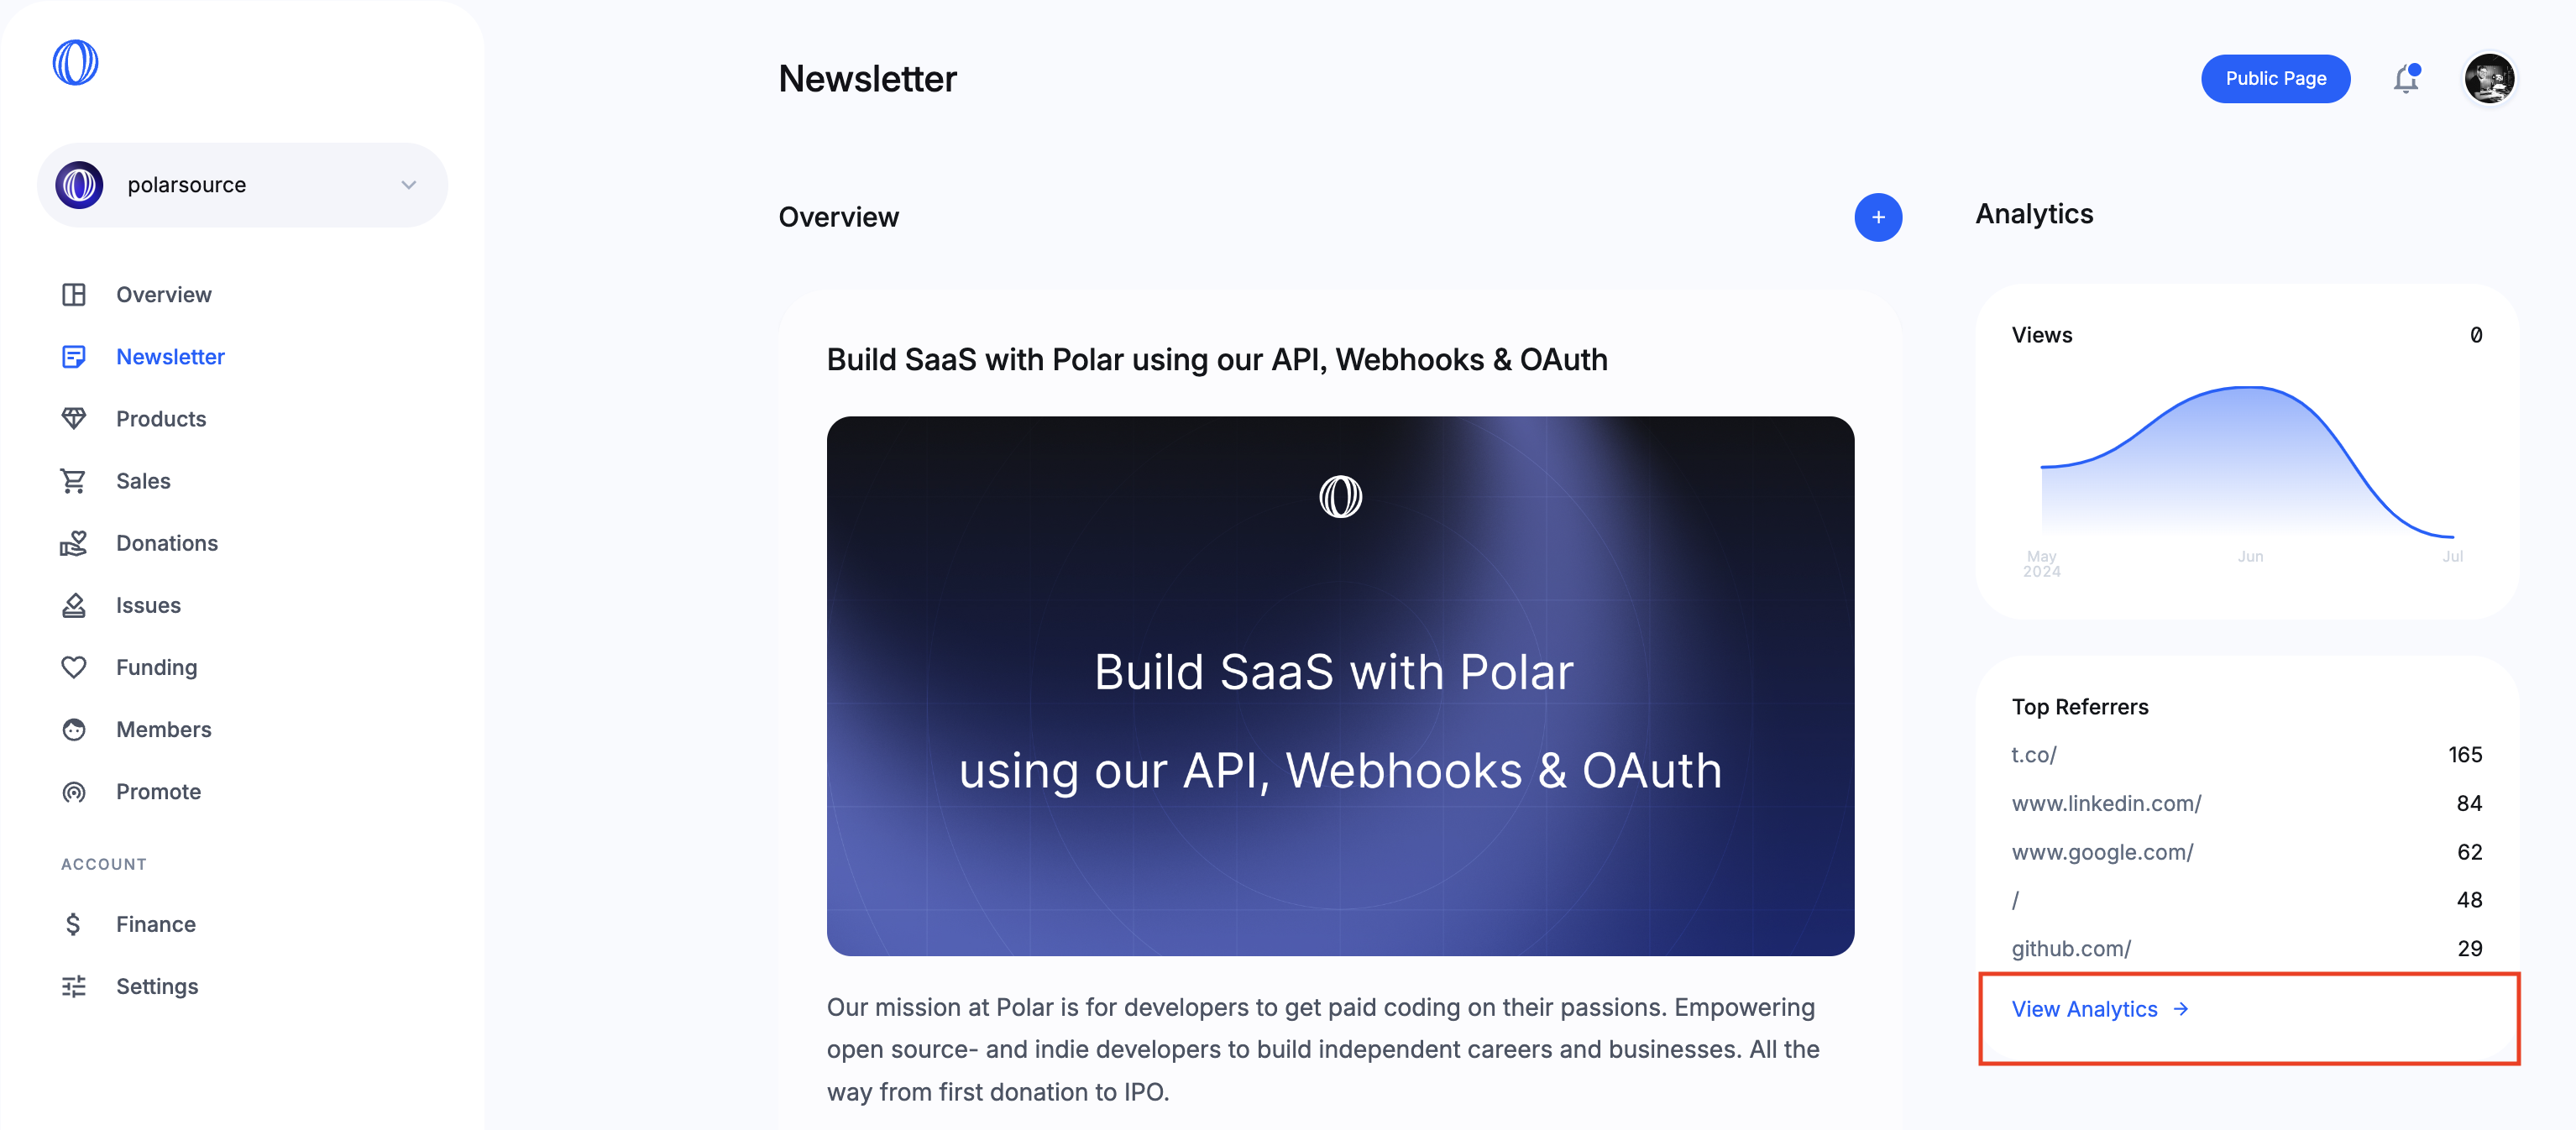 polarsource
Overview
Newsletter
Products
Sales
Donations
Issues
Funding
Members
Promote
ACCOUNT
Finance
Settings
Newsletter
Public Page
Overview
+
Build SaaS with Polar using our API, Webhooks & OAuth
Build SaaS with Polar
using our API, Webhooks & OAuth
Our mission at Polar is for developers to get paid coding on their passions. Empowering
open source- and indie developers to build independent careers and businesses. All the
way from first donation to IPO.
Analytics
Views 0
May Jun Jul
2024
Top Referrers
t.co/ 165
www.linkedin.com/ 84
www.google.com/ 62
/ 48
github.com/ 29
View Analytics →